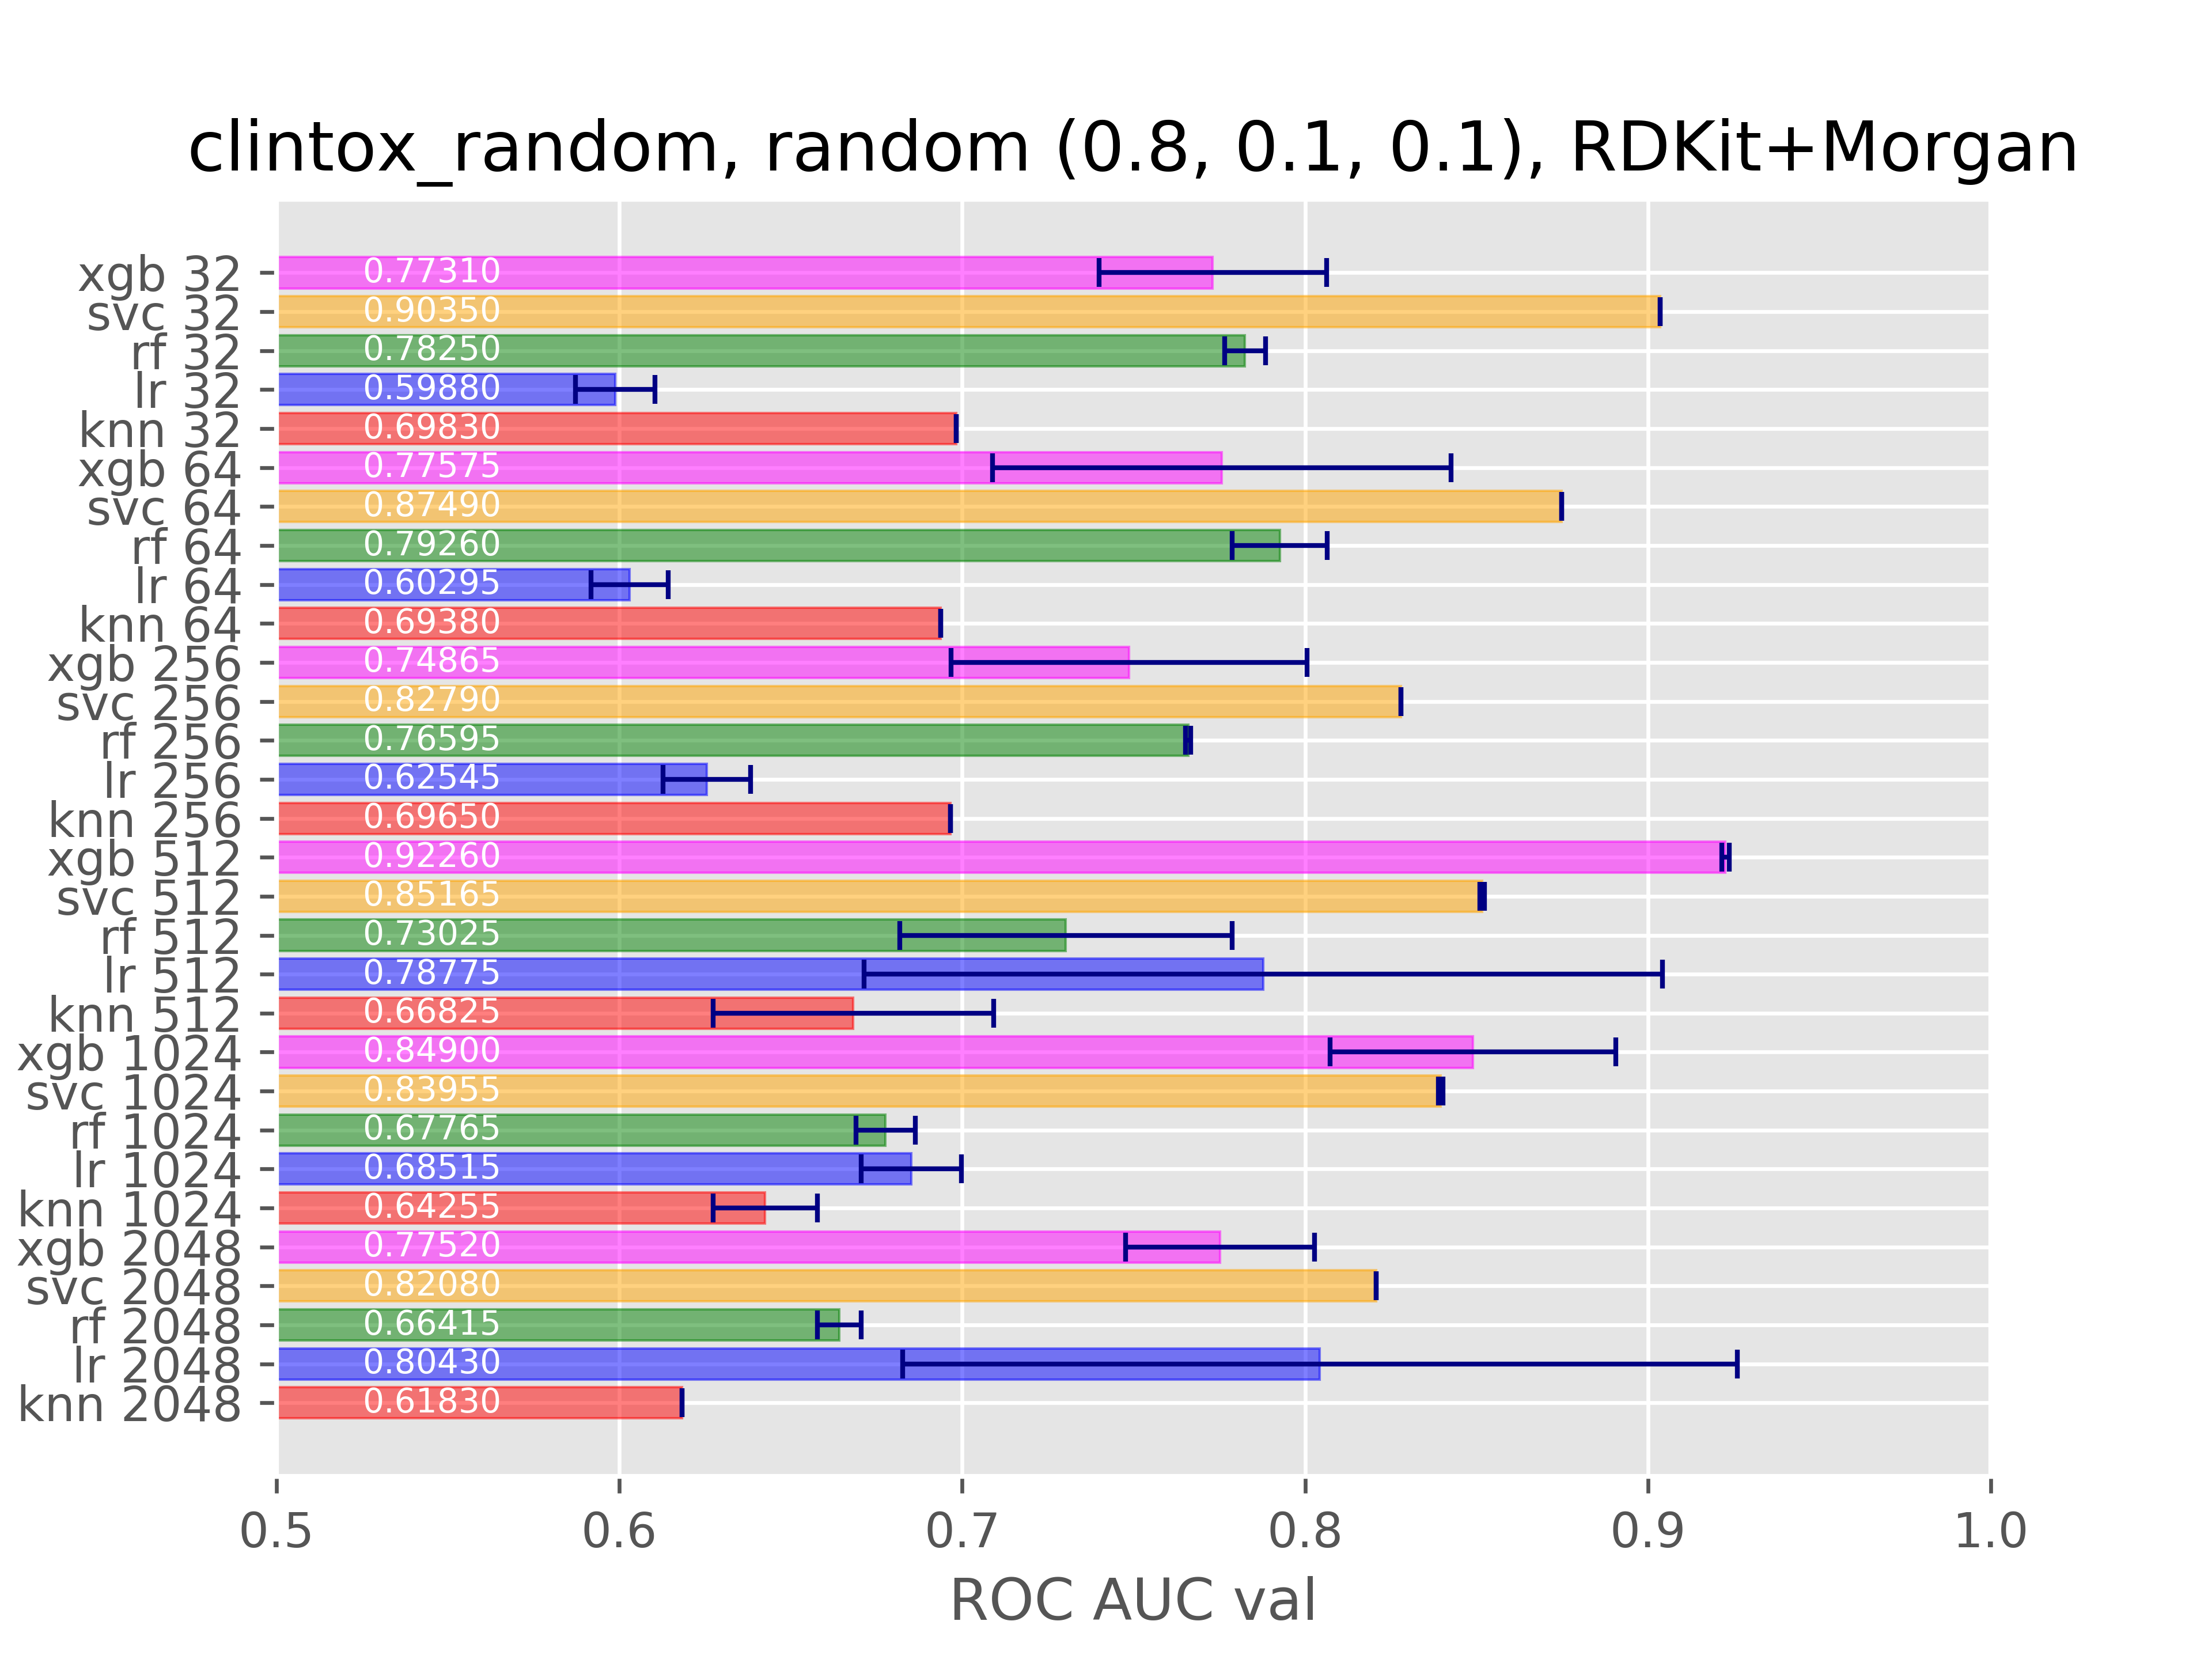 clintox_random, random (0.8, 0.1, 0.1), RDKit+Morgan
xgb 32 0.77310
svc 32 0.90350
rf 32 0.78250
lr 32 0.59880
knn 32 0.69830
xgb 64 0.77575
svc 64 0.87490
rf 64 0.79260
lr 64 0.60295
knn 64 0.69380
xgb 256 0.74865
svc 256 0.82790
rf 256 0.76595
lr 256 0.62545
knn 256 0.69650
xgb 512 0.92260
svc 512 0.85165
rf 512 0.73025
lr 512 0.78775
knn 512 0.66825
xgb 1024 0.84900
svc 1024 0.83955
rf 1024 0.67765
lr 1024 0.68515
knn 1024 0.64255
xgb 2048 0.77520
svc 2048 0.82080
rf 2048 0.66415
lr 2048 0.80430
knn 2048 0.61830
0.5 0.6 0.7 0.8 0.9 1.0
ROC AUC val